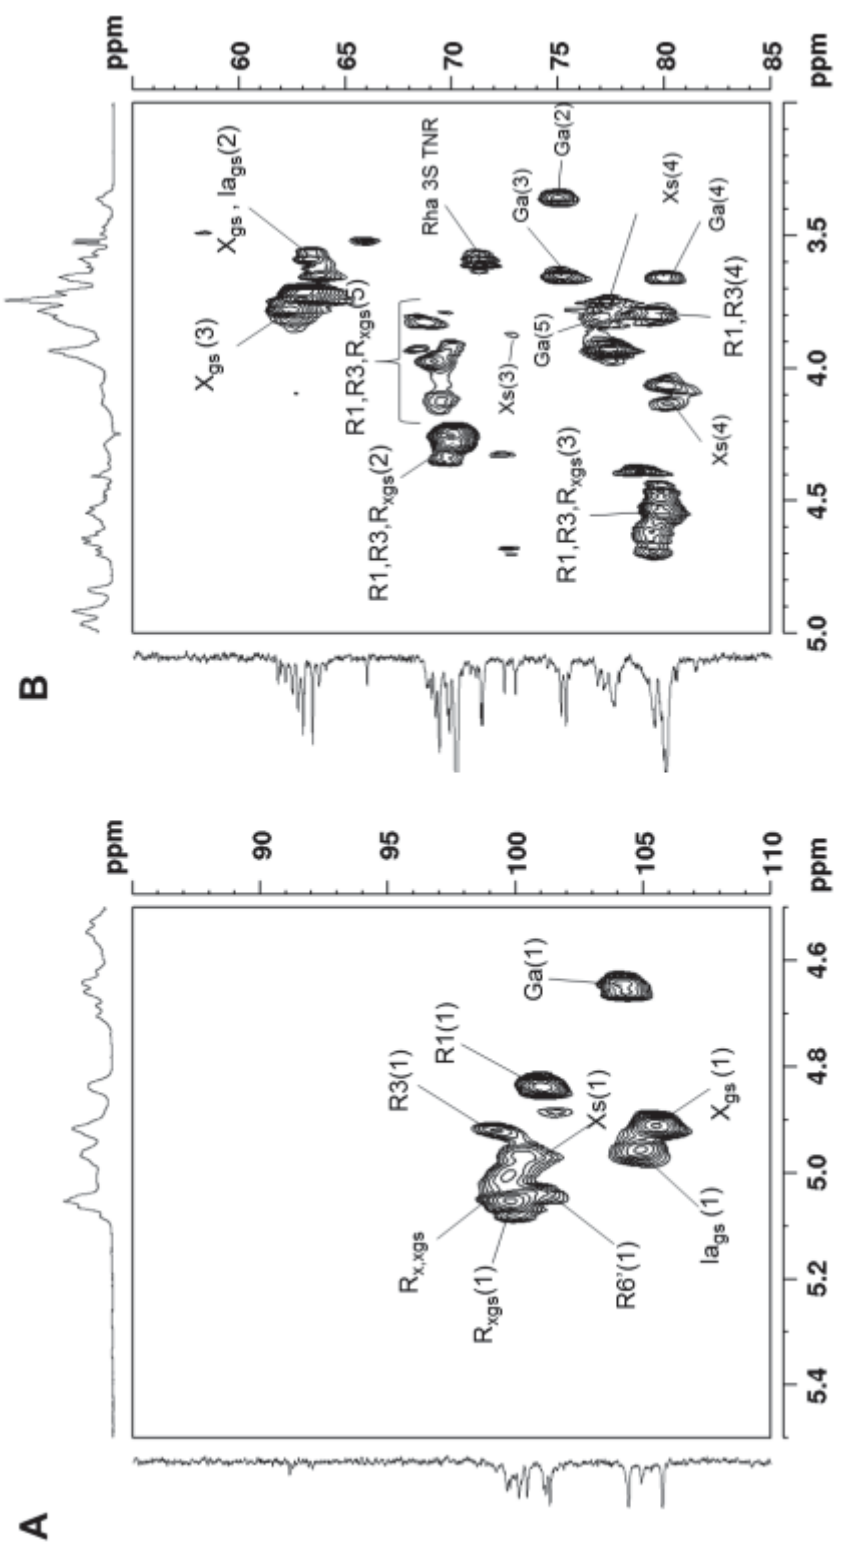 A
ppm
90
95
100
105
110
ppm
5.4
5.2
5.0
4.8
4.6
Ga(1)
R1(1)
R3(1)
Xs(1)
Xgs (1)
Rx,xgs
Rxgs(1)
R6'(1)
Iags (1)
B
ppm
60
65
70
75
80
85
ppm
5.0
4.5
4.0
3.5
Xgs , Iags(2)
Xgs (3)
Rha 3S TNR
Ga(3)
Ga(2)
R1,R3,Rxgs(5)
Xs(3)
Ga(5)
Xs(4)
Ga(4)
R1,R3(4)
R1,R3,Rxgs(2)
Xs(4)
R1,R3,Rxgs(3)